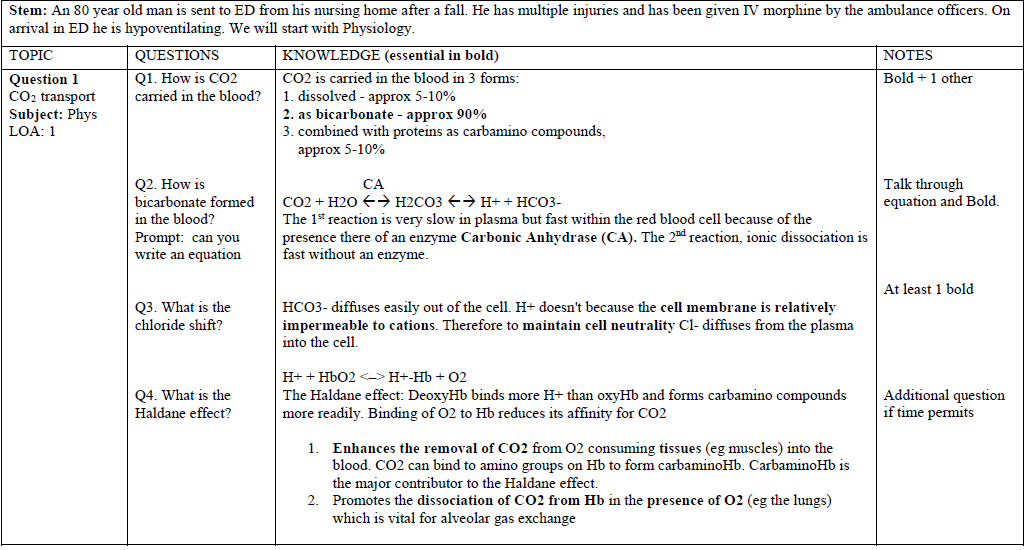 Stem: An 80 year old man is sent to ED from his nursing home after a fall. He has multiple injuries and has been given IV morphine by the ambulance officers. On
arrival in ED he is hypoventilating. We will start with Physiology.
TOPIC QUESTIONS KNOWLEDGE (essential in bold) NOTES
Question 1
CO2 transport
Subject: Phys
LOA: 1
Q1. How is CO2
carried in the blood?
CO2 is carried in the blood in 3 forms:
1. dissolved - approx 5-10%
2. as bicarbonate - approx 90%
3. combined with proteins as carbamino compounds,
approx 5-10%
Bold + 1 other
Q2. How is
bicarbonate formed
in the blood?
Prompt: can you
write an equation
CA
CO2 + H2O ←→ H2CO3 ←→ H+ + HCO3-
The 1st reaction is very slow in plasma but fast within the red blood cell because of the
presence there of an enzyme Carbonic Anhydrase (CA). The 2nd reaction, ionic dissociation is
fast without an enzyme.
Talk through
equation and Bold.
At least 1 bold
Q3. What is the
chloride shift?
HCO3- diffuses easily out of the cell. H+ doesn't because the cell membrane is relatively
impermeable to cations. Therefore to maintain cell neutrality Cl- diffuses from the plasma
into the cell.
H+ + HbO2 <–> H+-Hb + O2
Q4. What is the
Haldane effect?
The Haldane effect: DeoxyHb binds more H+ than oxyHb and forms carbamino compounds
more readily. Binding of O2 to Hb reduces its affinity for CO2
1. Enhances the removal of CO2 from O2 consuming tissues (eg muscles) into the
blood. CO2 can bind to amino groups on Hb to form carbaminoHb. CarbaminoHb is
the major contributor to the Haldane effect.
2. Promotes the dissociation of CO2 from Hb in the presence of O2 (eg the lungs)
which is vital for alveolar gas exchange
Additional question
if time permits